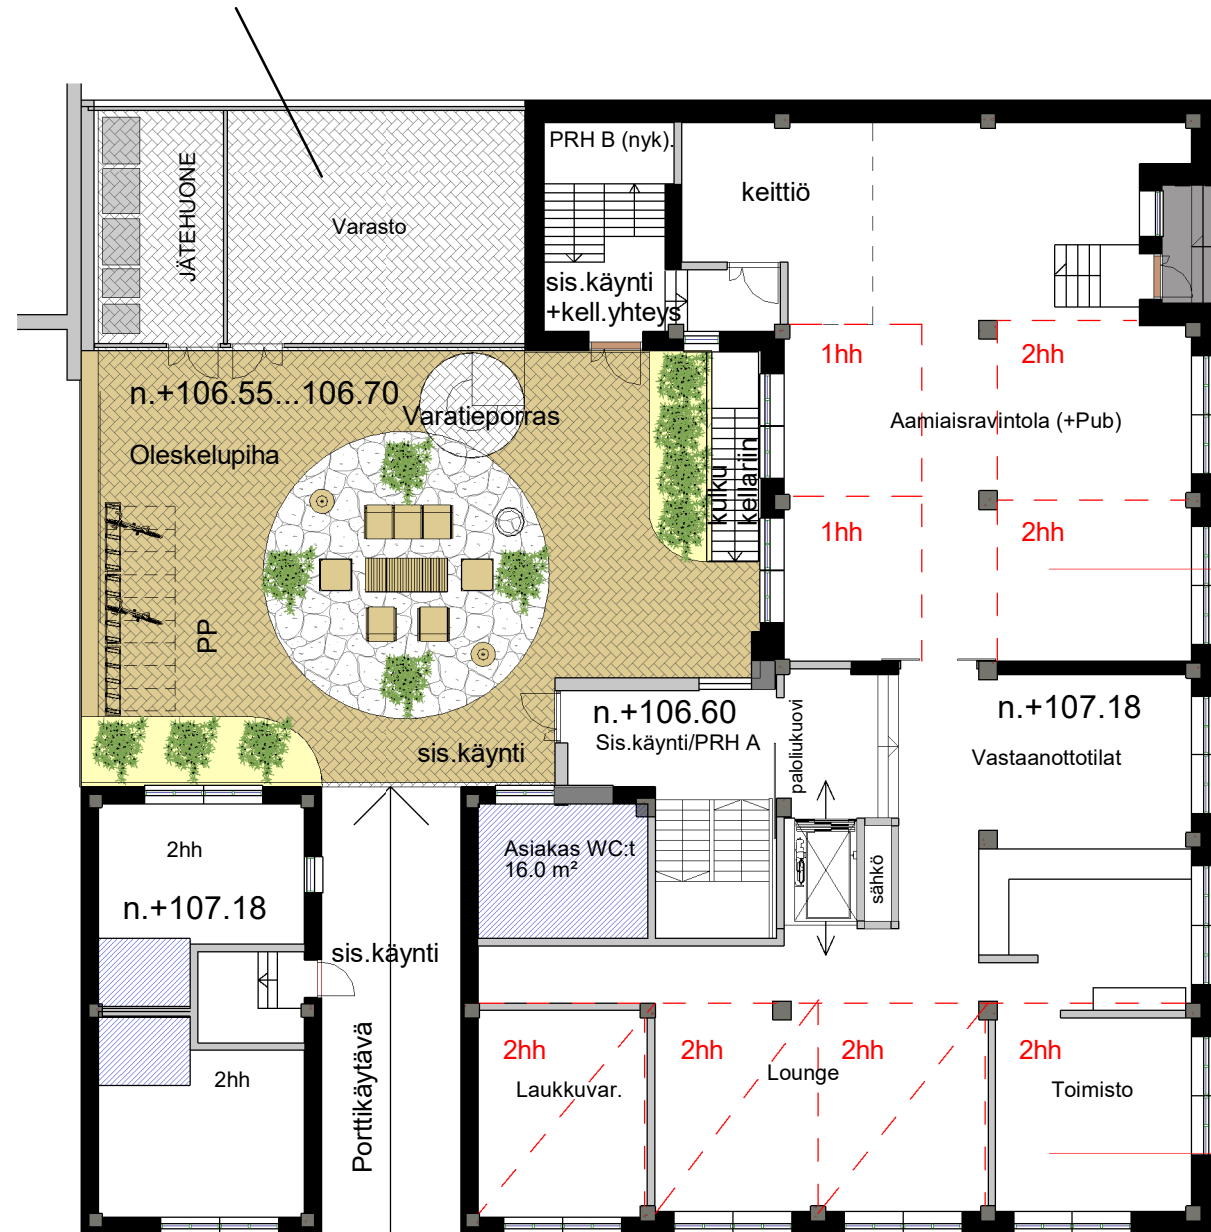 PRH B (nyk).
keittiö
JÄTEHUONE
Varasto
sis.käynti
+kell.yhteys
1hh
2hh
n.+106.55...106.70
Varatieporras
Aamiaisravintola (+Pub)
Oleskelupiha
kulku
kellariin
1hh
2hh
PP
n.+106.60
Sis.käynti/PRH A
paloliukuovi
n.+107.18
Vastaanottotilat
sis.käynti
2hh
n.+107.18
Asiakas WC:t
16.0 m²
sähkö
sis.käynti
2hh
2hh
2hh
2hh
2hh
Laukkuvar.
Lounge
Toimisto
Porttikäytävä